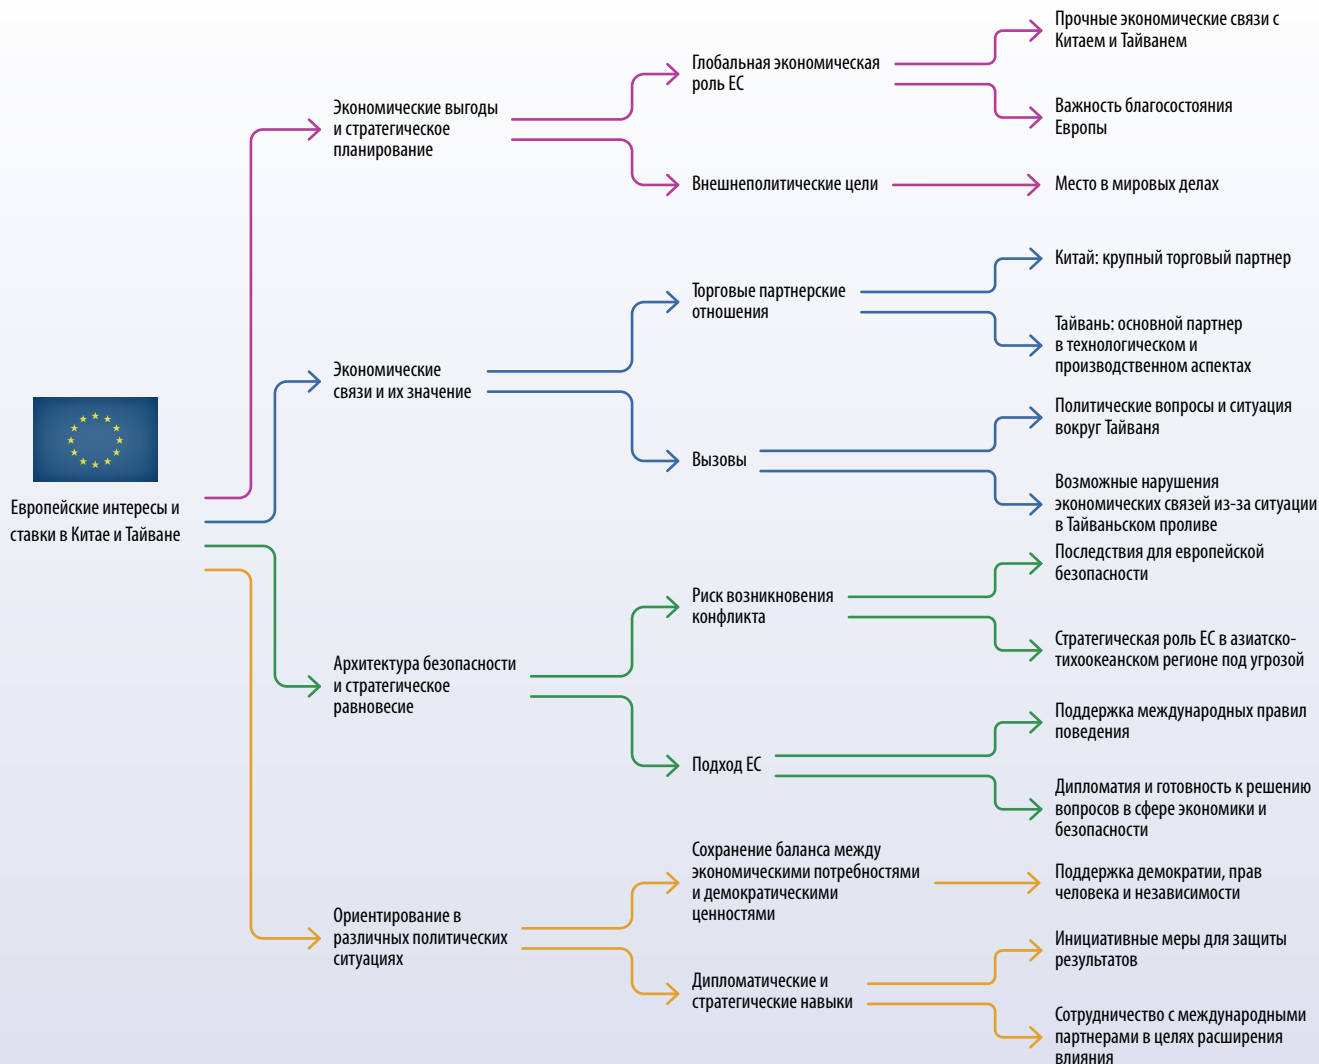 Европейские интересы и
ставки в Китае и Тайване
Экономические выгоды
и стратегическое
планирование
Глобальная экономическая
роль ЕС
Прочные экономические связи с
Китаем и Тайванем
Важность благосостояния
Европы
Внешнеполитические цели
Место в мировых делах
Экономические
связи и их значение
Торговые партнерские
отношения
Китай: крупный торговый партнер
Тайвань: основной партнер
в технологическом и
производственном аспектах
Вызовы
Политические вопросы и ситуация
вокруг Тайваня
Возможные нарушения
экономических связей из-за ситуации
в Тайваньском проливе
Архитектура безопасности
и стратегическое
равновесие
Риск возникновения
конфликта
Последствия для европейской
безопасности
Стратегическая роль ЕС в азиатско-
тихоокеанском регионе под угрозой
Подход ЕС
Поддержка международных правил
поведения
Дипломатия и готовность к решению
вопросов в сфере экономики и
безопасности
Ориентирование в
различных политических
ситуациях
Сохранение баланса между
экономическими потребностями
и демократическими
ценностями
Поддержка демократии, прав
человека и независимости
Дипломатические и
стратегические навыки
Инициативные меры для защиты
результатов
Сотрудничество с международными
партнерами в целях расширения
влияния